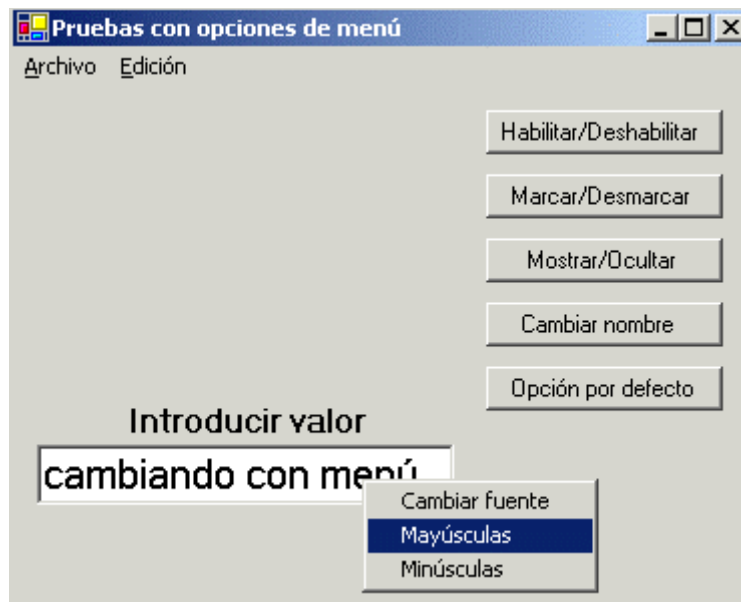 Pruebas con opciones de menú
Archivo Edición
Habilitar/Deshabilitar
Marcar/Desmarcar
Mostrar/Ocultar
Cambiar nombre
Opción por defecto
Introducir valor
cambiando con menú
Cambiar fuente
Mayúsculas
Minúsculas